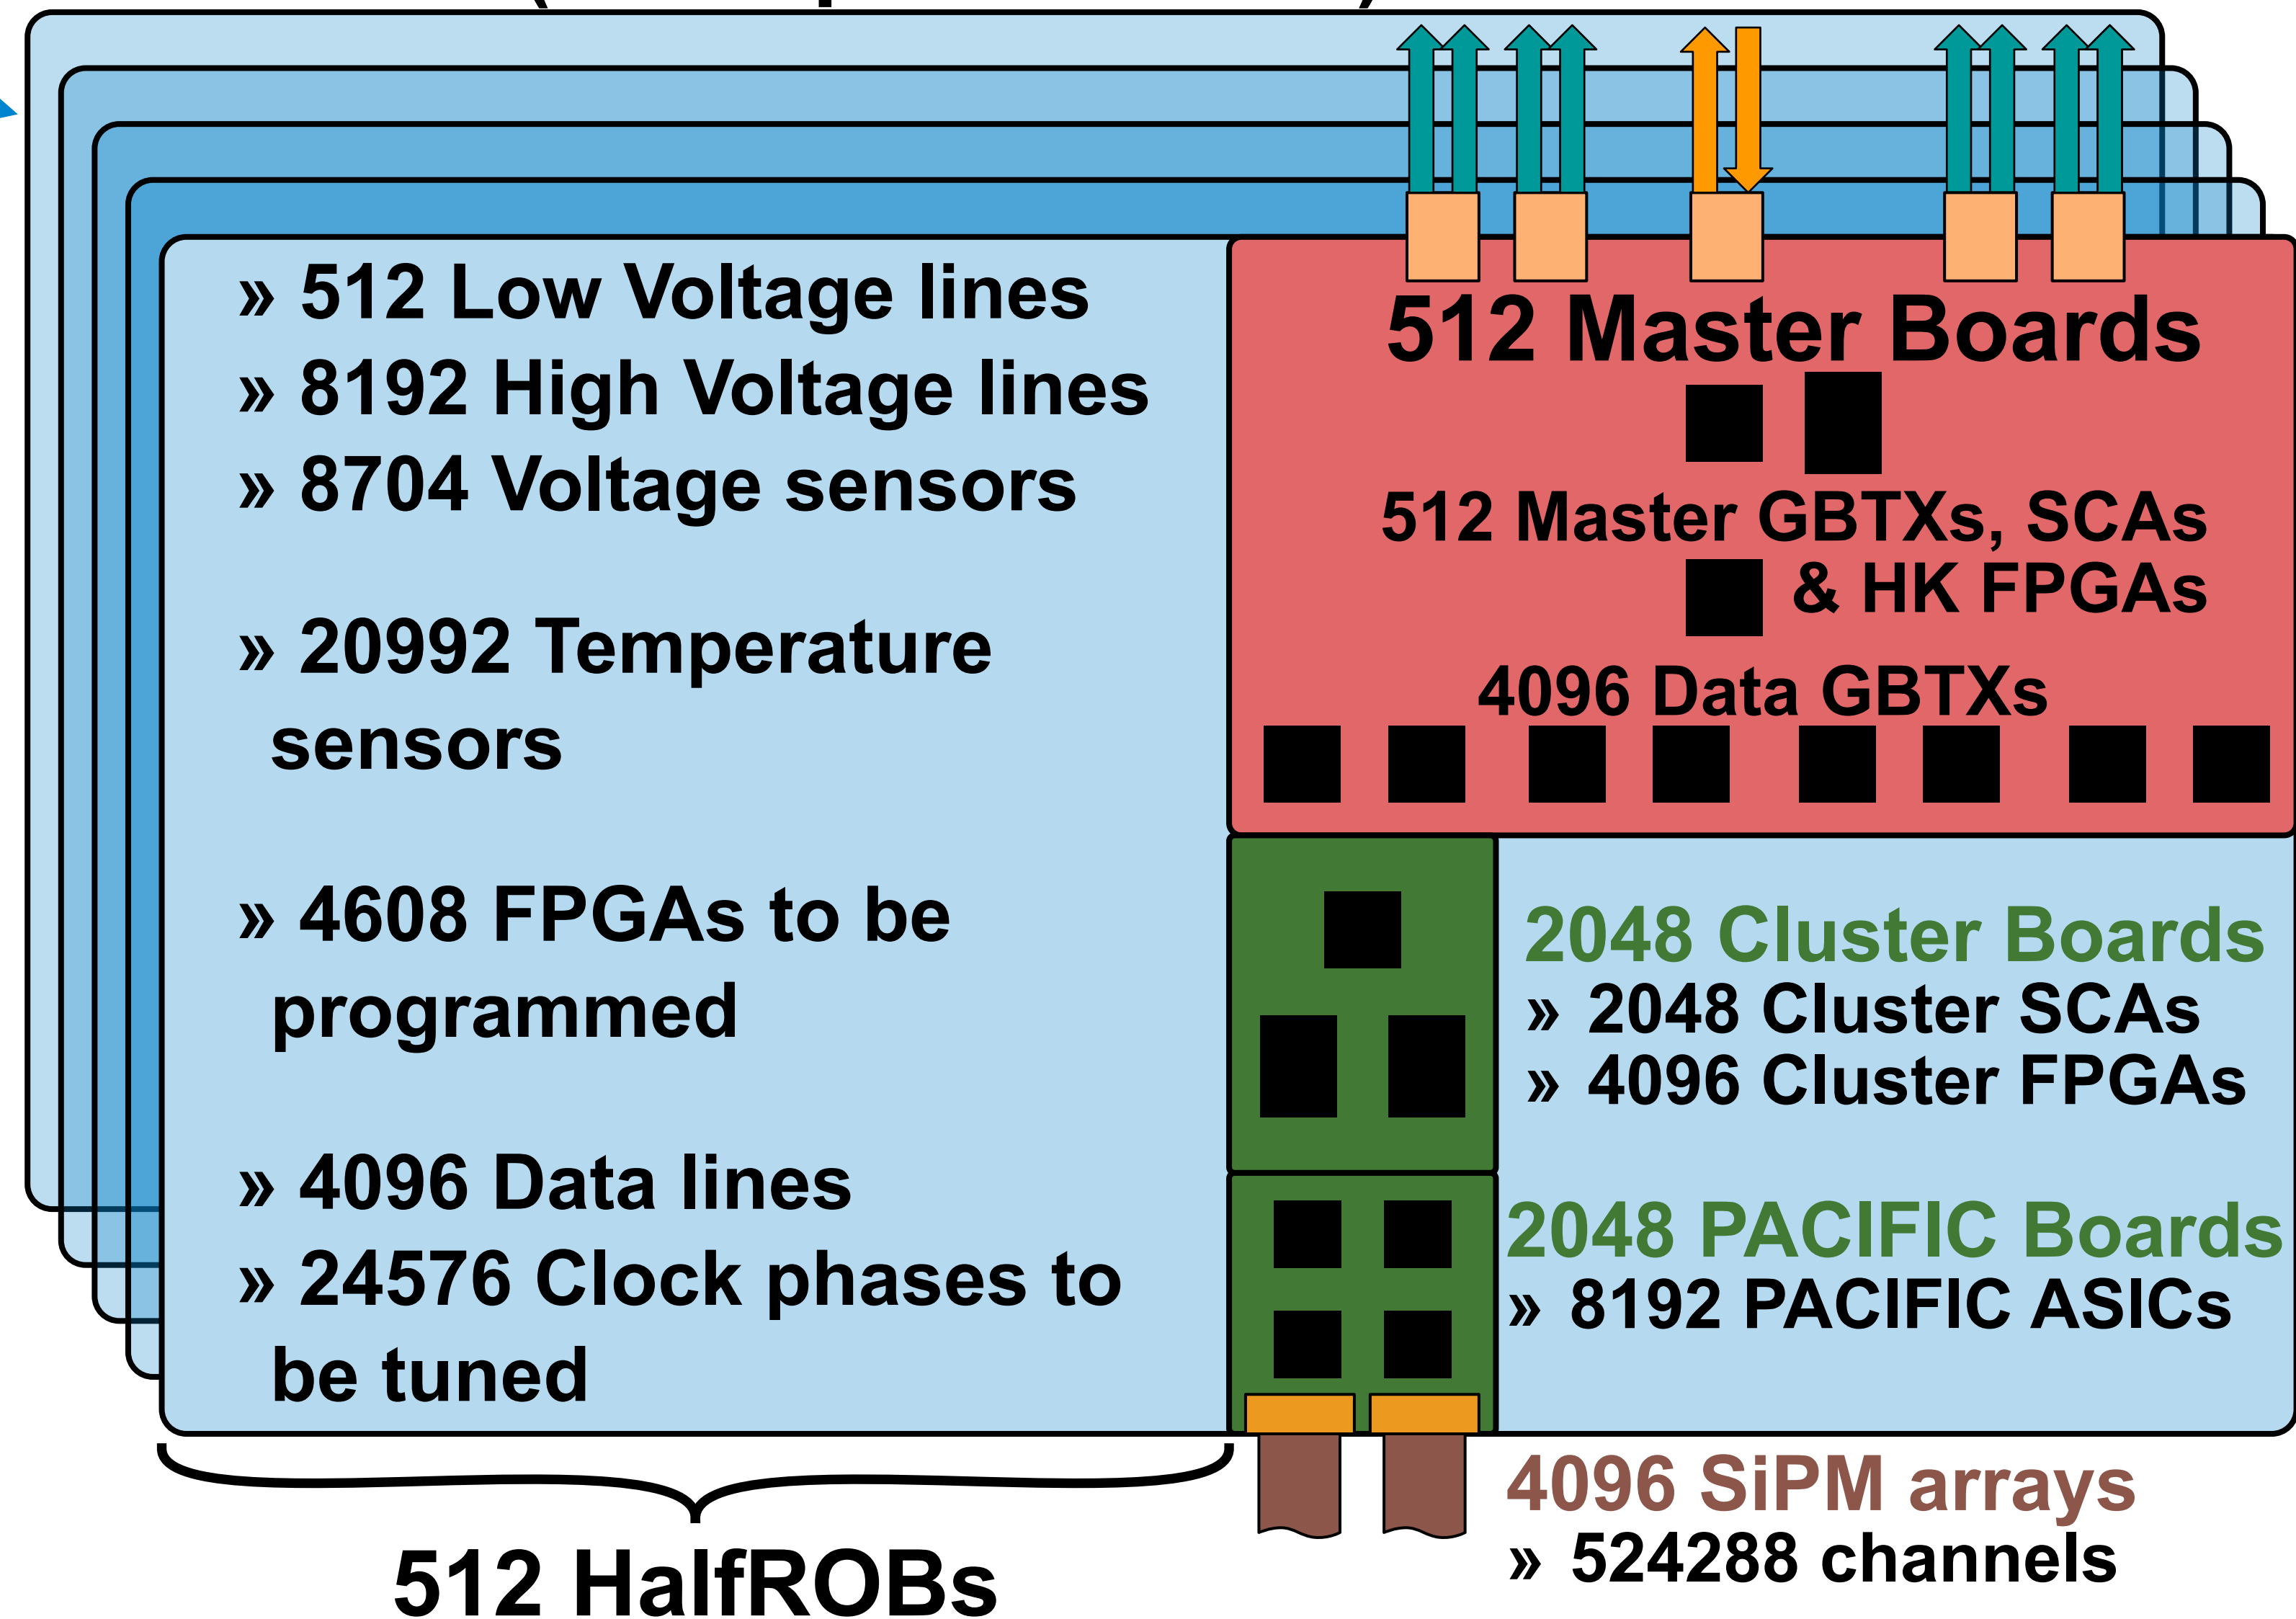 » 512 Low Voltage lines
» 8192 High Voltage lines
» 8704 Voltage sensors
» 20992 Temperature
sensors
» 4608 FPGAs to be
programmed
» 4096 Data lines
» 24576 Clock phases to
be tuned
512 HalfROBs
512 Master Boards
512 Master GBTXs, SCAs
& HK FPGAs
4096 Data GBTXs
2048 Cluster Boards
» 2048 Cluster SCAs
» 4096 Cluster FPGAs
2048 PACIFIC Boards
» 8192 PACIFIC ASICs
4096 SiPM arrays
» 524288 channels